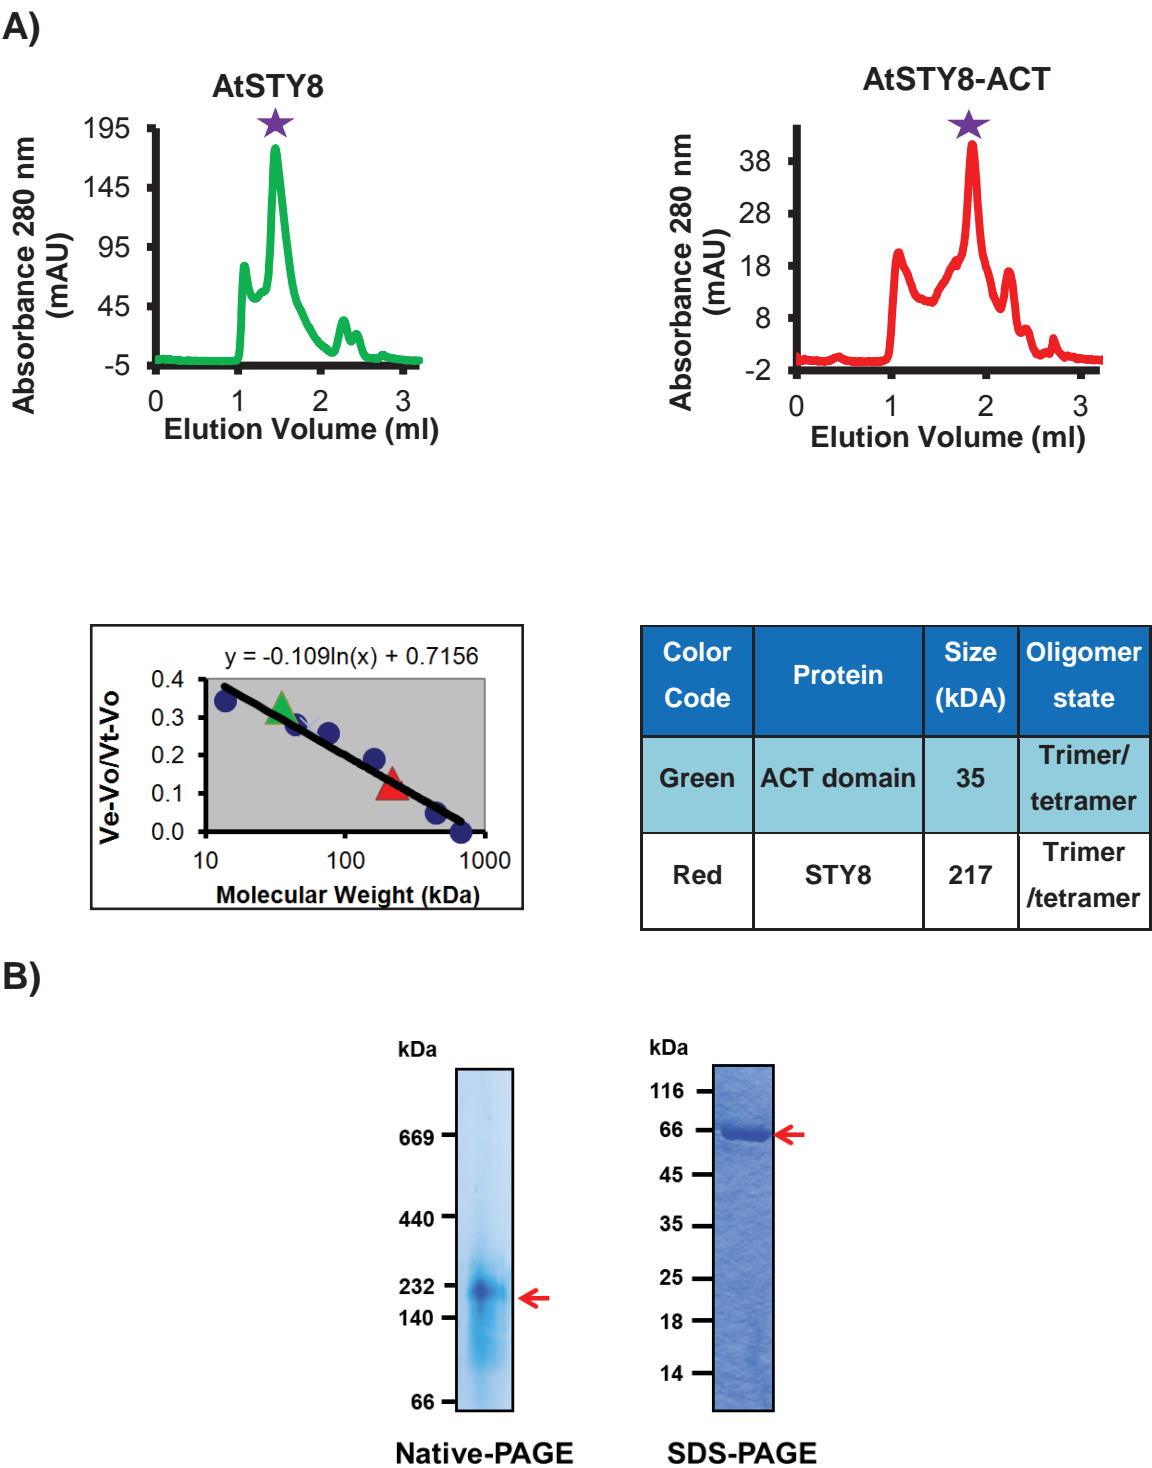 A)
AtSTY8
195
145
95
45
-5
Absorbance 280 nm
(mAU)
0 1 2 3
Elution Volume (ml)
AtSTY8-ACT
38
28
18
8
-2
Absorbance 280 nm
(mAU)
0 1 2 3
Elution Volume (ml)
y = -0.109ln(x) + 0.7156
0.4
0.3
0.2
0.1
0.0
Ve-Vo/Vt-Vo
10 100 1000
Molecular Weight (kDa)
Color Code Protein Size (kDA) Oligomer state
Green ACT domain 35 Trimer/ tetramer
Red STY8 217 Trimer /tetramer
B)
kDa
669
440
232
140
66
Native-PAGE
kDa
116
66
45
35
25
18
14
SDS-PAGE